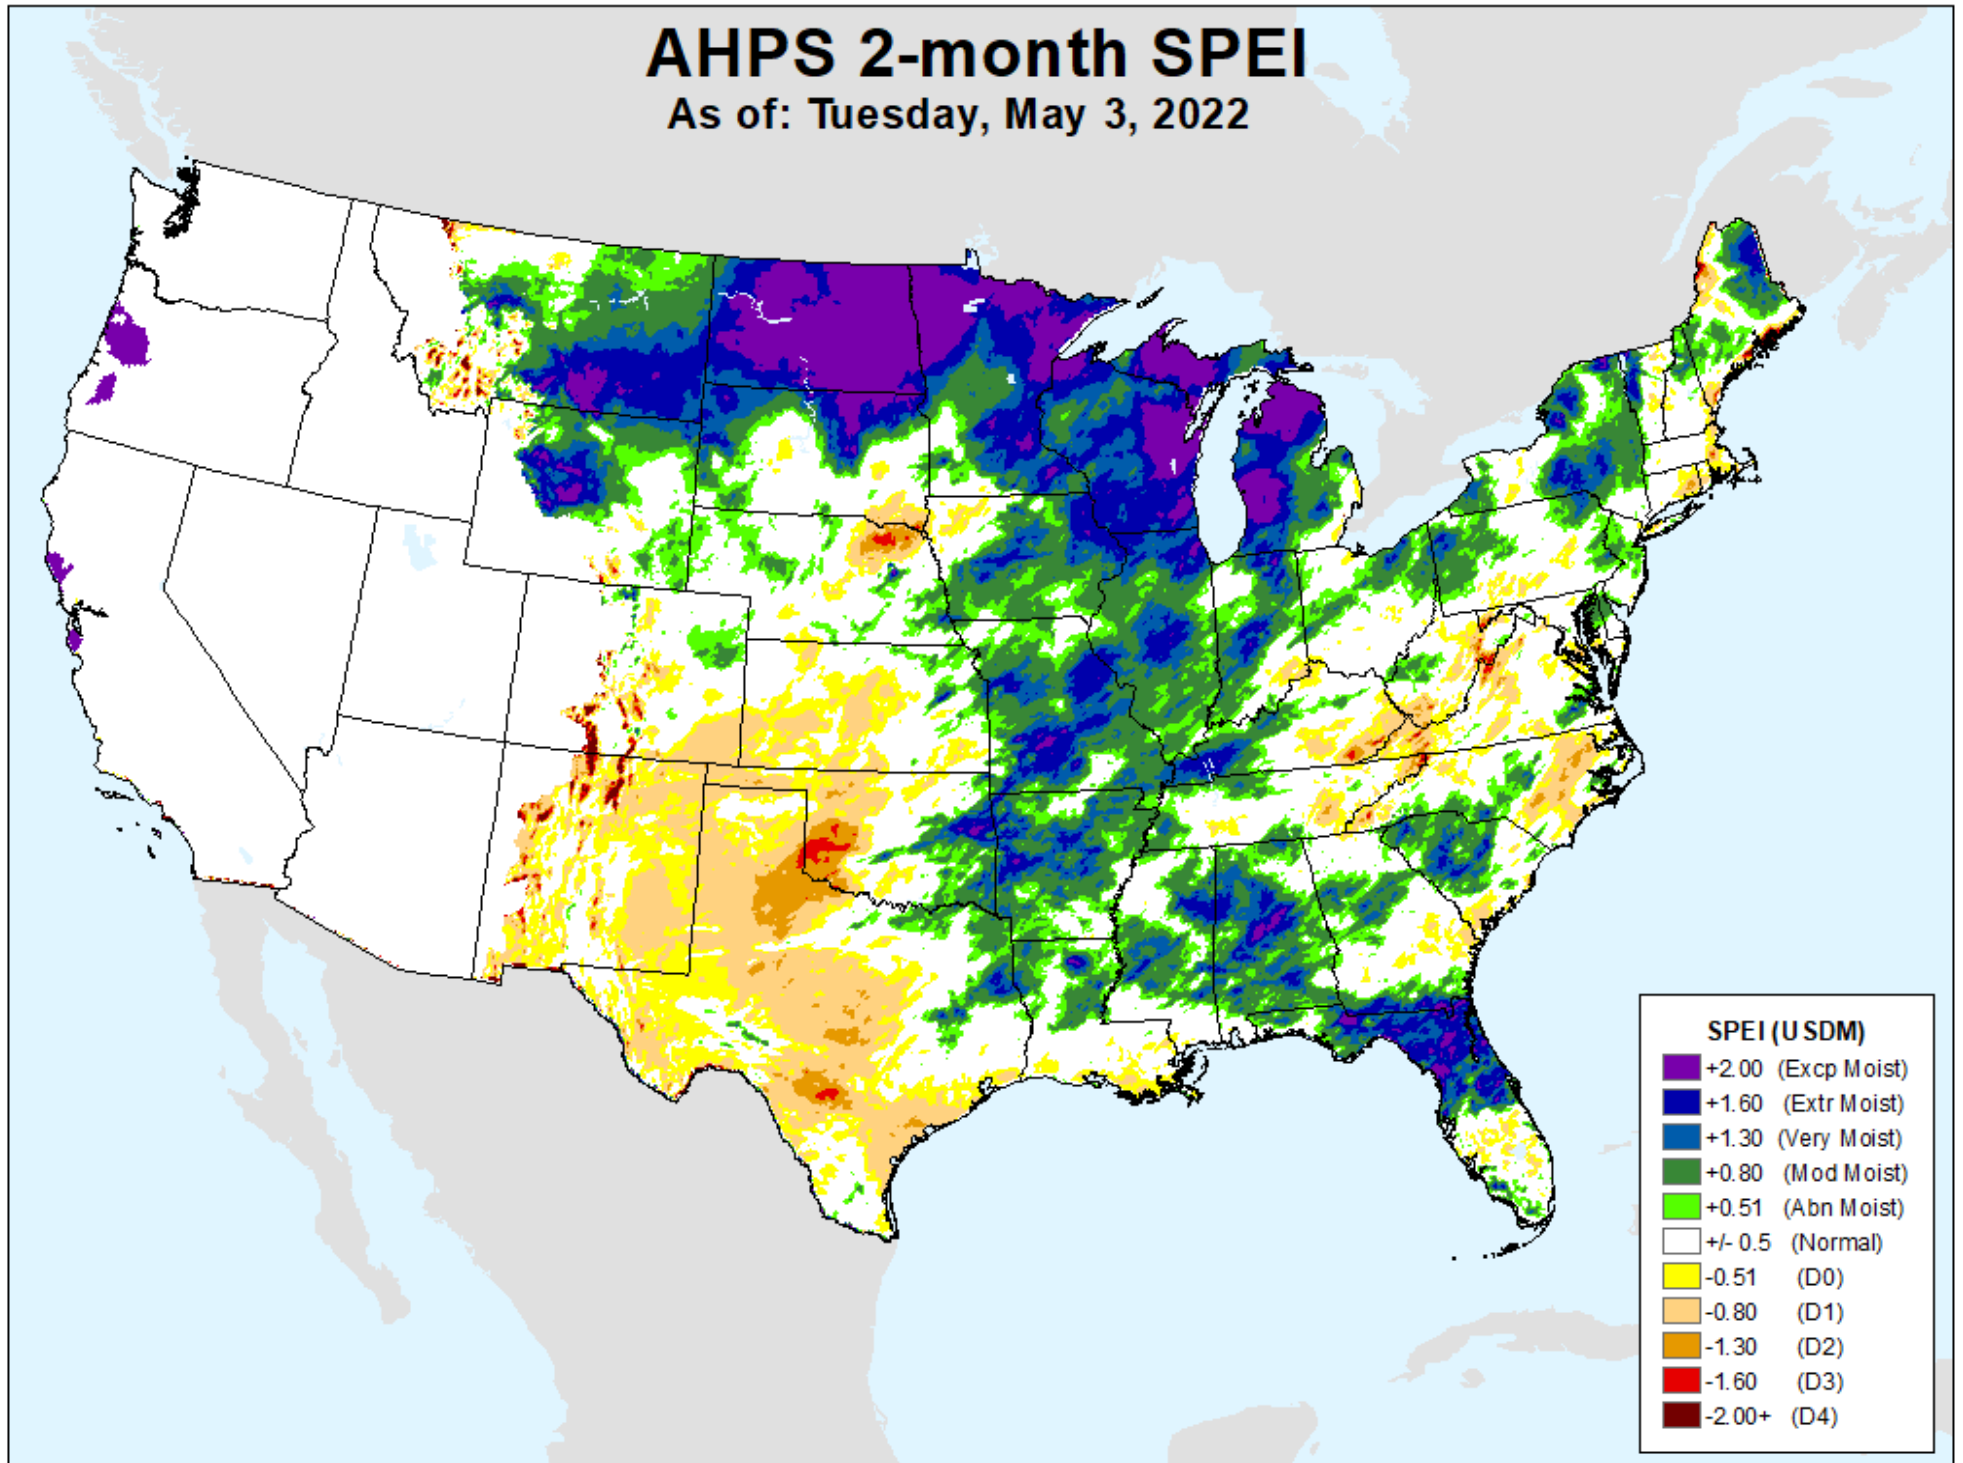 AHPS 2-month SPEI
As of: Tuesday, May 3, 2022
SPEI (USDM)
+2.00 (Excp Moist)
+1.60 (Extr Moist)
+1.30 (Very Moist)
+0.80 (Mod Moist)
+0.51 (Abn Moist)
+/- 0.5 (Normal)
-0.51 (D0)
-0.80 (D1)
-1.30 (D2)
-1.60 (D3)
-2.00+ (D4)